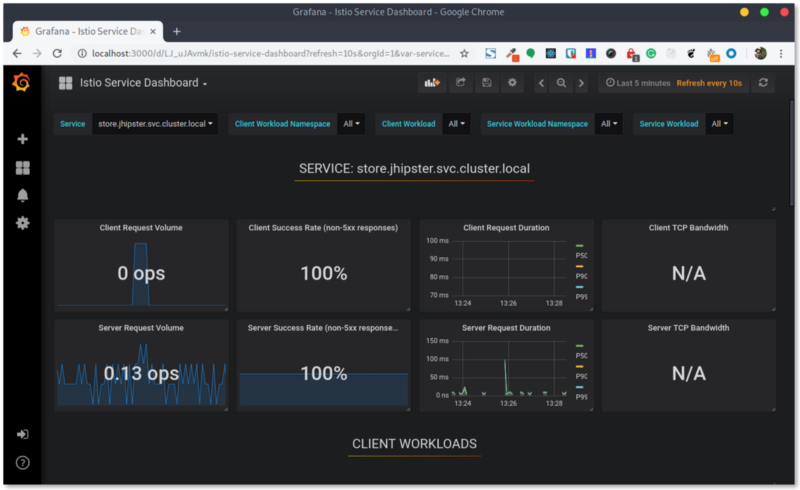 Grafana - Istio Service Dashboard - Google Chrome
Grafana - Istio Service Das
localhost:3000/d/LJ_uJAvmk/istio-service-dashboard?refresh=10s&orgId=1&var-service...
Istio Service Dashboard
Last 5 minutes Refresh every 10s
Service store.jhipster.svc.cluster.local Client Workload Namespace All Client Workload All Service Workload Namespace All Service Workload All
SERVICE: store.jhipster.svc.cluster.local
Client Request Volume
0 ops
Client Success Rate (non-5xx responses)
100%
Client Request Duration
100 ms
90 ms
80 ms
70 ms
13:24 13:26 13:28
P50
P90
P99
Client TCP Bandwidth
N/A
Server Request Volume
0.13 ops
Server Success Rate (non-5xx response...
100%
Server Request Duration
150 ms
100 ms
50 ms
0 ns
13:24 13:26 13:28
P50
P90
P99
Server TCP Bandwidth
N/A
CLIENT WORKLOADS